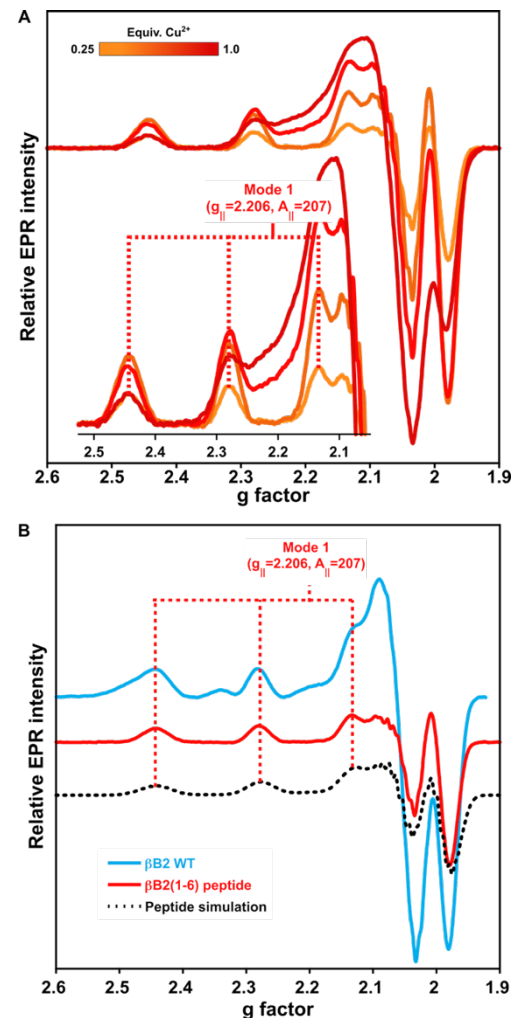 A
Equiv. Cu²⁺
0.25 1.0
Relative EPR intensity
Mode 1
(g||=2.206, A||=207)
2.5 2.4 2.3 2.2 2.1
2.6 2.5 2.4 2.3 2.2 2.1 2 1.9
g factor
B
Mode 1
(g||=2.206, A||=207)
Relative EPR intensity
βB2 WT
βB2(1-6) peptide
Peptide simulation
2.6 2.5 2.4 2.3 2.2 2.1 2 1.9
g factor